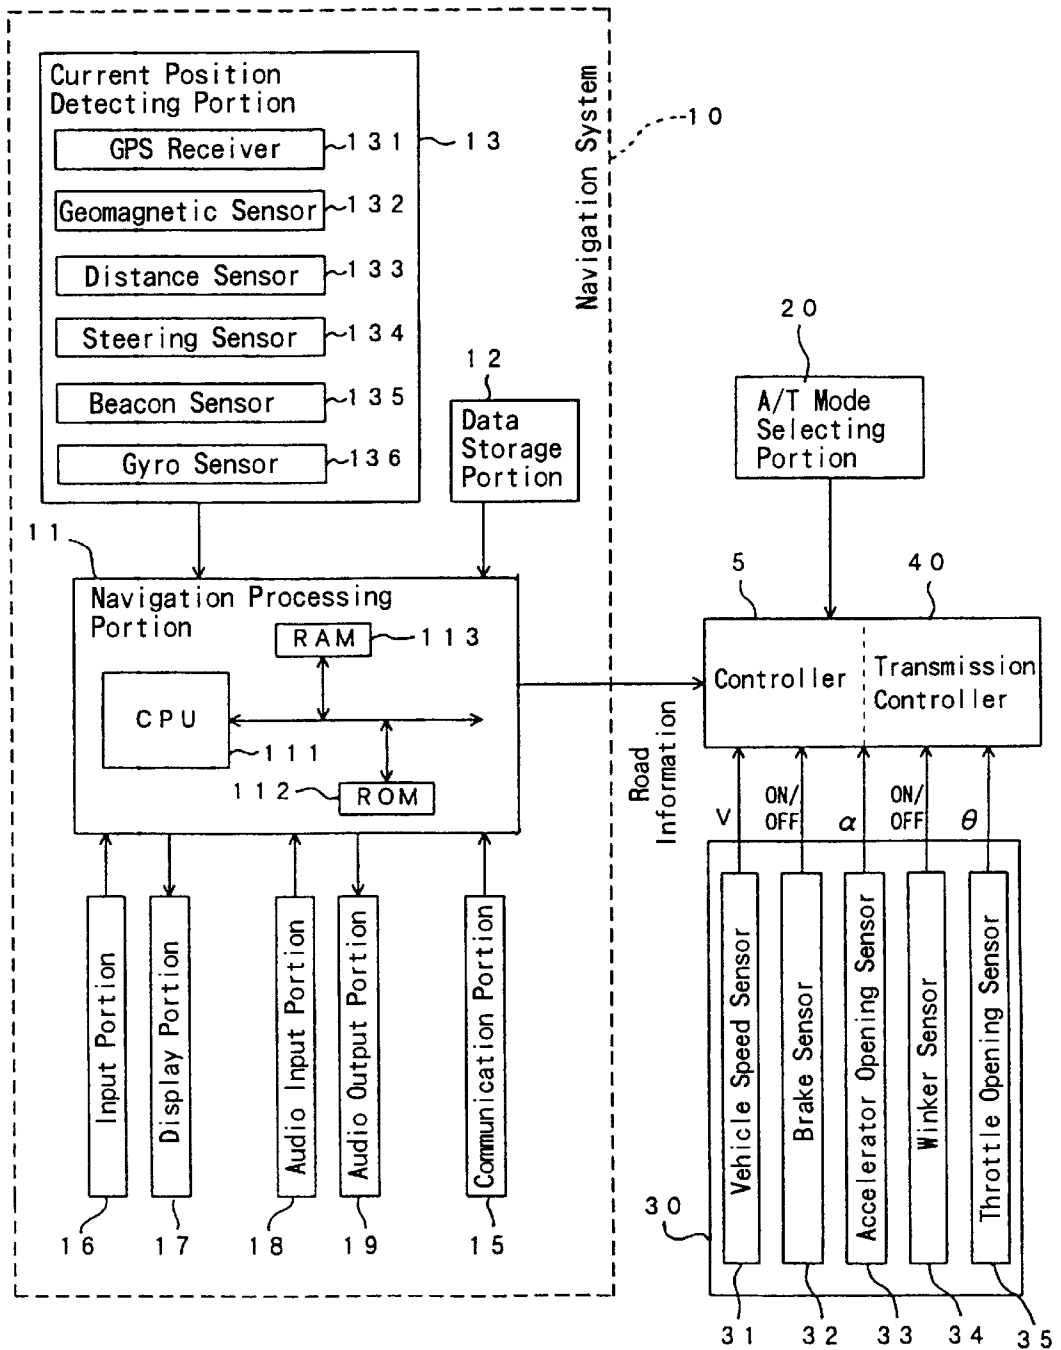 Current Position
Detecting Portion
GPS Receiver
131
13
Geomagnetic Sensor
132
Distance Sensor
133
Steering Sensor
134
Beacon Sensor
135
Gyro Sensor
136
Navigation System
10
12
Data
Storage
Portion
20
A/T Mode
Selecting
Portion
11
Navigation Processing
Portion
RAM
113
CPU
111
112
ROM
5
40
Controller
Transmission
Controller
Road
Information
V
ON/
OFF
α
ON/
OFF
θ
Input Portion
Display Portion
Audio Input Portion
Audio Output Portion
Communication Portion
16
17
18
19
15
30
Vehicle Speed Sensor
Brake Sensor
Accelerator Opening Sensor
Winker Sensor
Throttle Opening Sensor
31
32
33
34
35